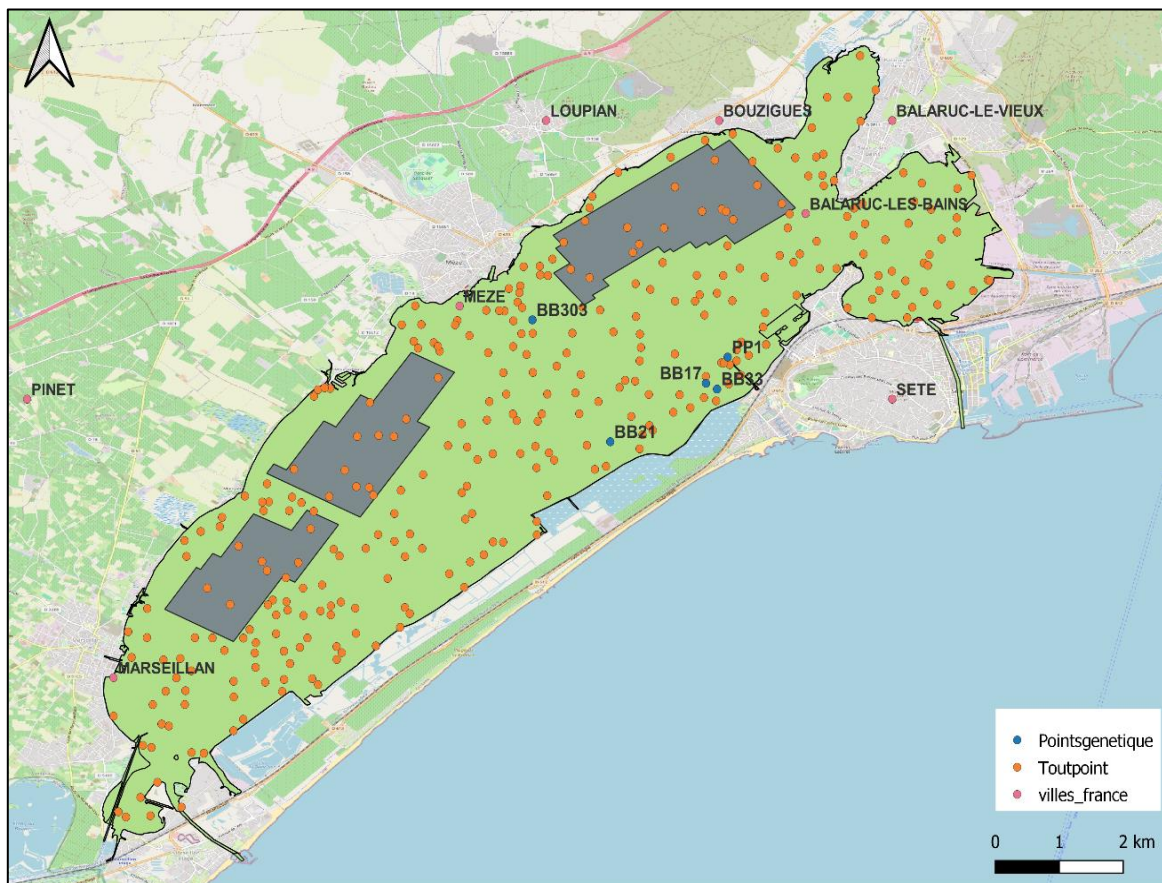 LOUPIAN
BOUZIGUES
BALARUC-LE-VIEUX
BALARUC-LES-BAINS
MEZE
BB303
PP1
BB17
BB33
PINET
SETE
BB21
MARSEILLAN
Pointsgenetique
Toutpoint
villes_france
0 1 2 km